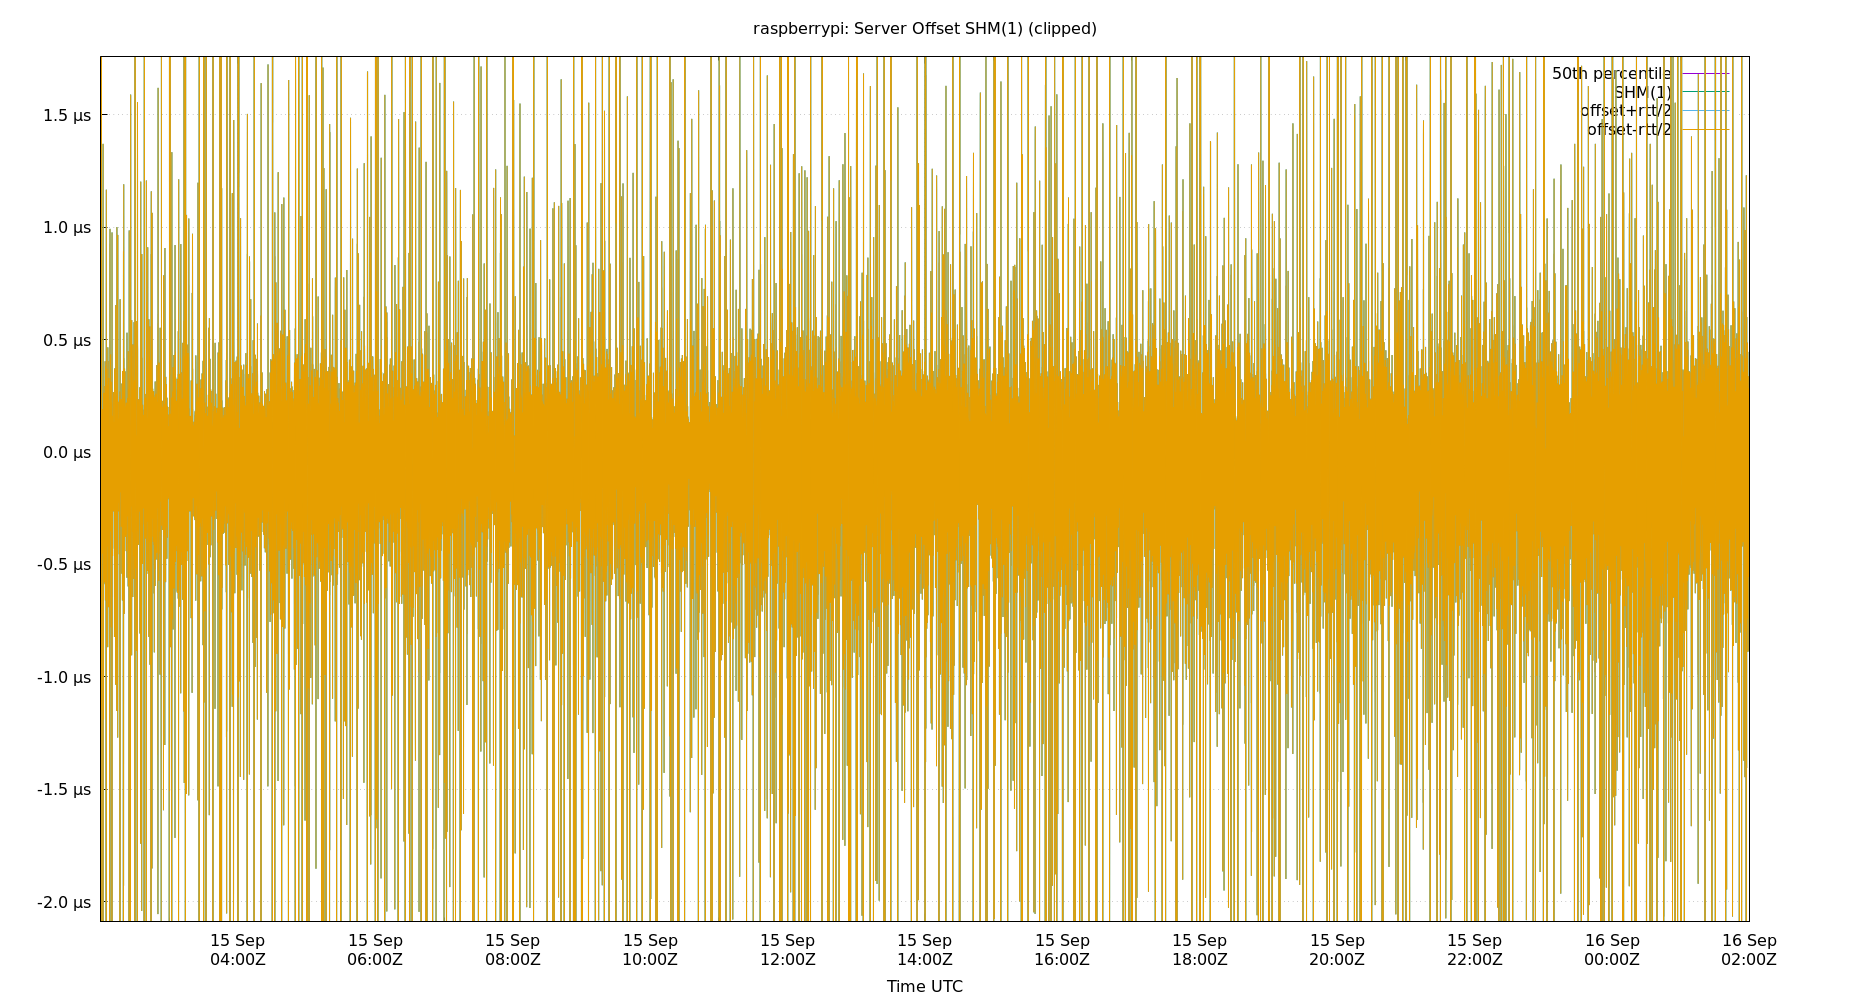 raspberrypi: Server Offset SHM(1) (clipped)
50th percentile
SHM(1)
offset+rtt/2
offset-rtt/2
1.5 µs
1.0 µs
0.5 µs
0.0 µs
-0.5 µs
-1.0 µs
-1.5 µs
-2.0 µs
15 Sep 15 Sep 15 Sep 15 Sep 15 Sep 15 Sep 15 Sep 15 Sep 15 Sep 15 Sep 16 Sep 16 Sep
04:00Z 06:00Z 08:00Z 10:00Z 12:00Z 14:00Z 16:00Z 18:00Z 20:00Z 22:00Z 00:00Z 02:00Z
Time UTC